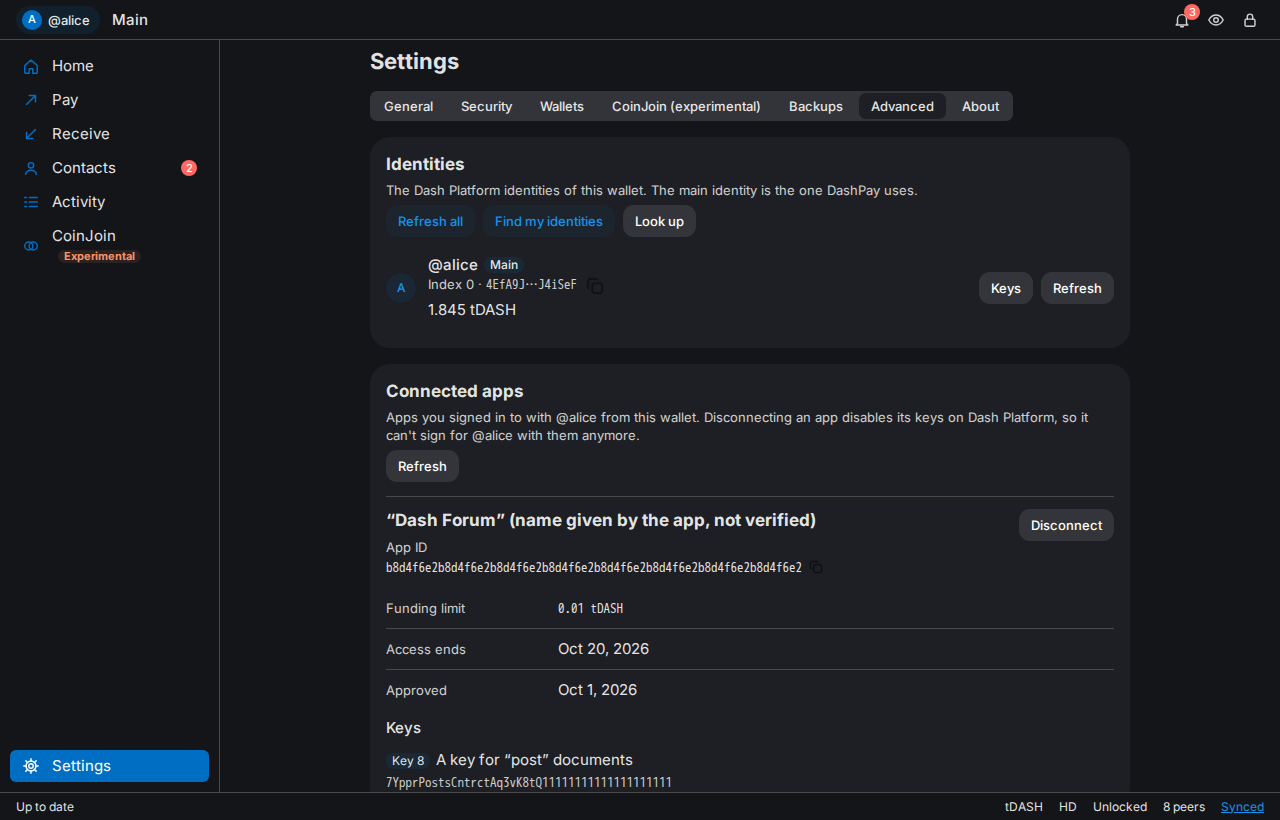 A @alice Main 3
Home
Pay
Receive
Contacts 2
Activity
CoinJoin
Experimental
Settings
Settings
General Security Wallets CoinJoin (experimental) Backups Advanced About
Identities
The Dash Platform identities of this wallet. The main identity is the one DashPay uses.
Refresh all Find my identities Look up
A
@alice Main
Index 0 · 4EfA9J···J4iSeF
1.845 tDASH
Keys Refresh
Connected apps
Apps you signed in to with @alice from this wallet. Disconnecting an app disables its keys on Dash Platform, so it
can't sign for @alice with them anymore.
Refresh
“Dash Forum” (name given by the app, not verified) Disconnect
App ID
b8d4f6e2b8d4f6e2b8d4f6e2b8d4f6e2b8d4f6e2b8d4f6e2b8d4f6e2b8d4f6e2
Funding limit 0.01 tDASH
Access ends Oct 20, 2026
Approved Oct 1, 2026
Keys
Key 8 A key for “post” documents
7YpprPostsCntrctAq3vK8tQ11111111111111111111
Up to date tDASH HD Unlocked 8 peers Synced